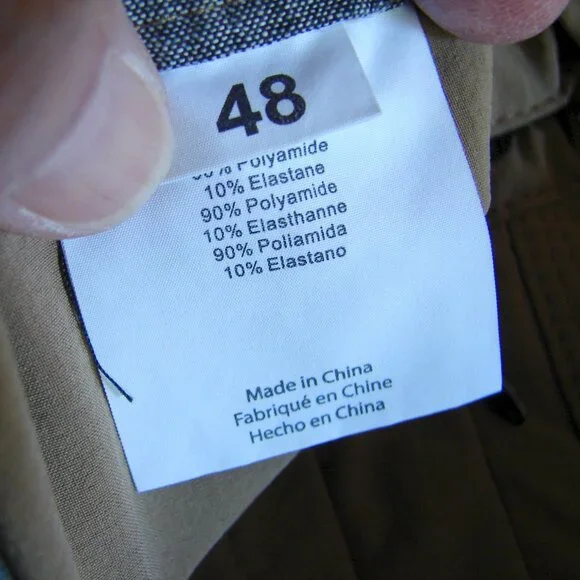 48
Polyamide
10% Elastane
90% Polyamide
10% Elasthanne
90% Poliamida
10% Elastano
Made in China
Fabriqué en Chine
Hecho en China